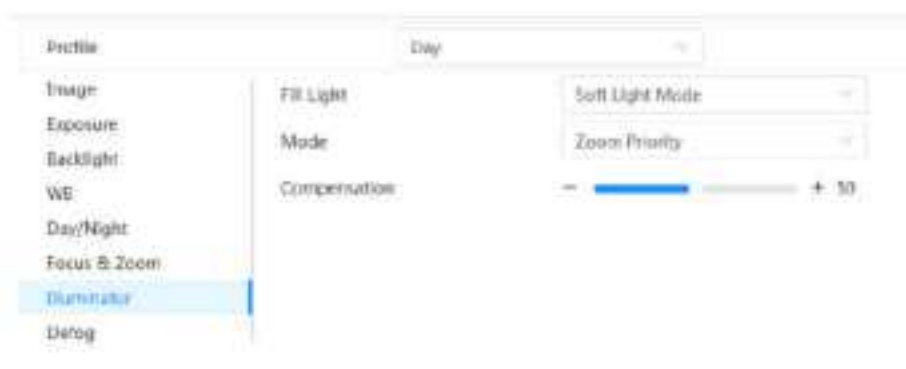 Profile Day
Image
Exposure
Backlight
WB
Day/Night
Focus & Zoom
Illuminator
Defog
Fill Light Soft Light Mode
Mode Zoom Priority
Compensation − + 50